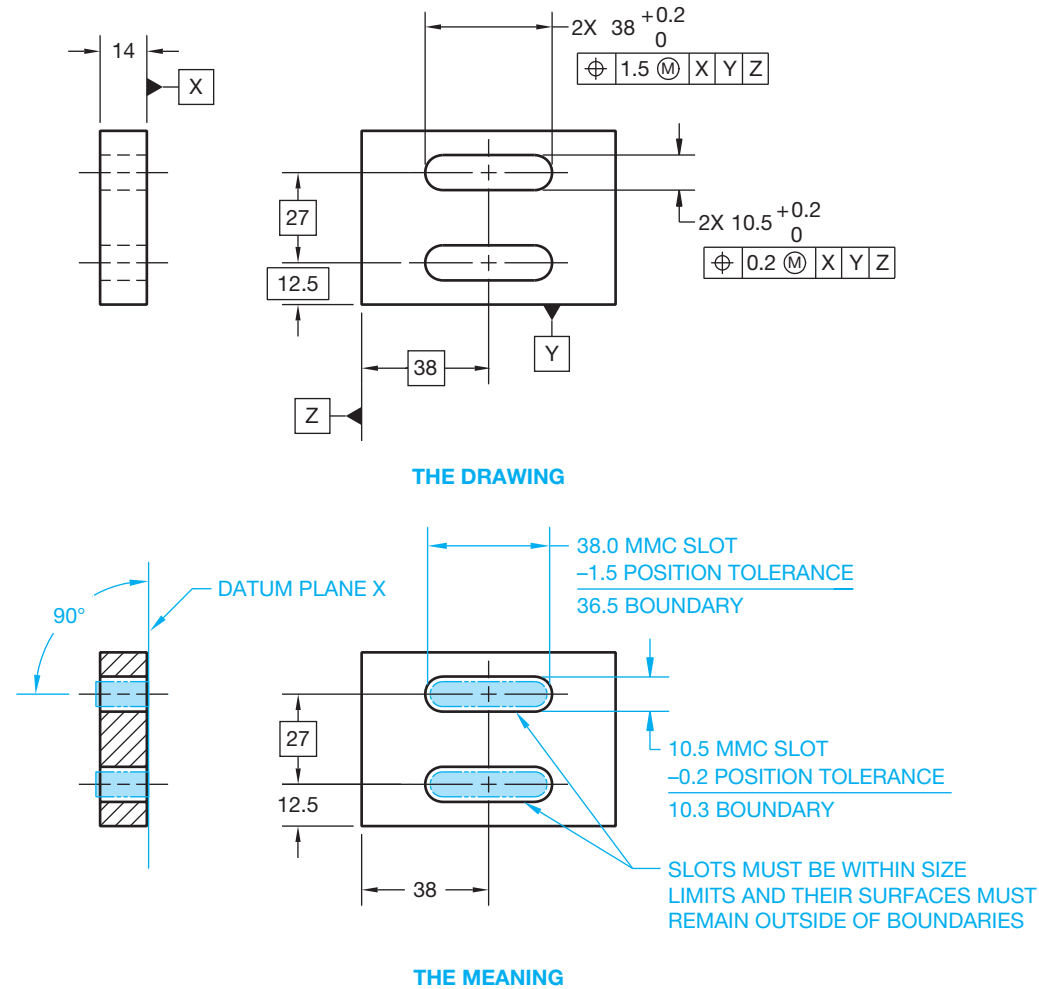 2X 38 +0.2
0
⌖ 1.5 Ⓜ X Y Z
14
X
27
12.5
2X 10.5 +0.2
0
⌖ 0.2 Ⓜ X Y Z
Y
38
Z
THE DRAWING
38.0 MMC SLOT
–1.5 POSITION TOLERANCE
36.5 BOUNDARY
DATUM PLANE X
90°
27
12.5
10.5 MMC SLOT
–0.2 POSITION TOLERANCE
10.3 BOUNDARY
38
SLOTS MUST BE WITHIN SIZE
LIMITS AND THEIR SURFACES MUST
REMAIN OUTSIDE OF BOUNDARIES
THE MEANING